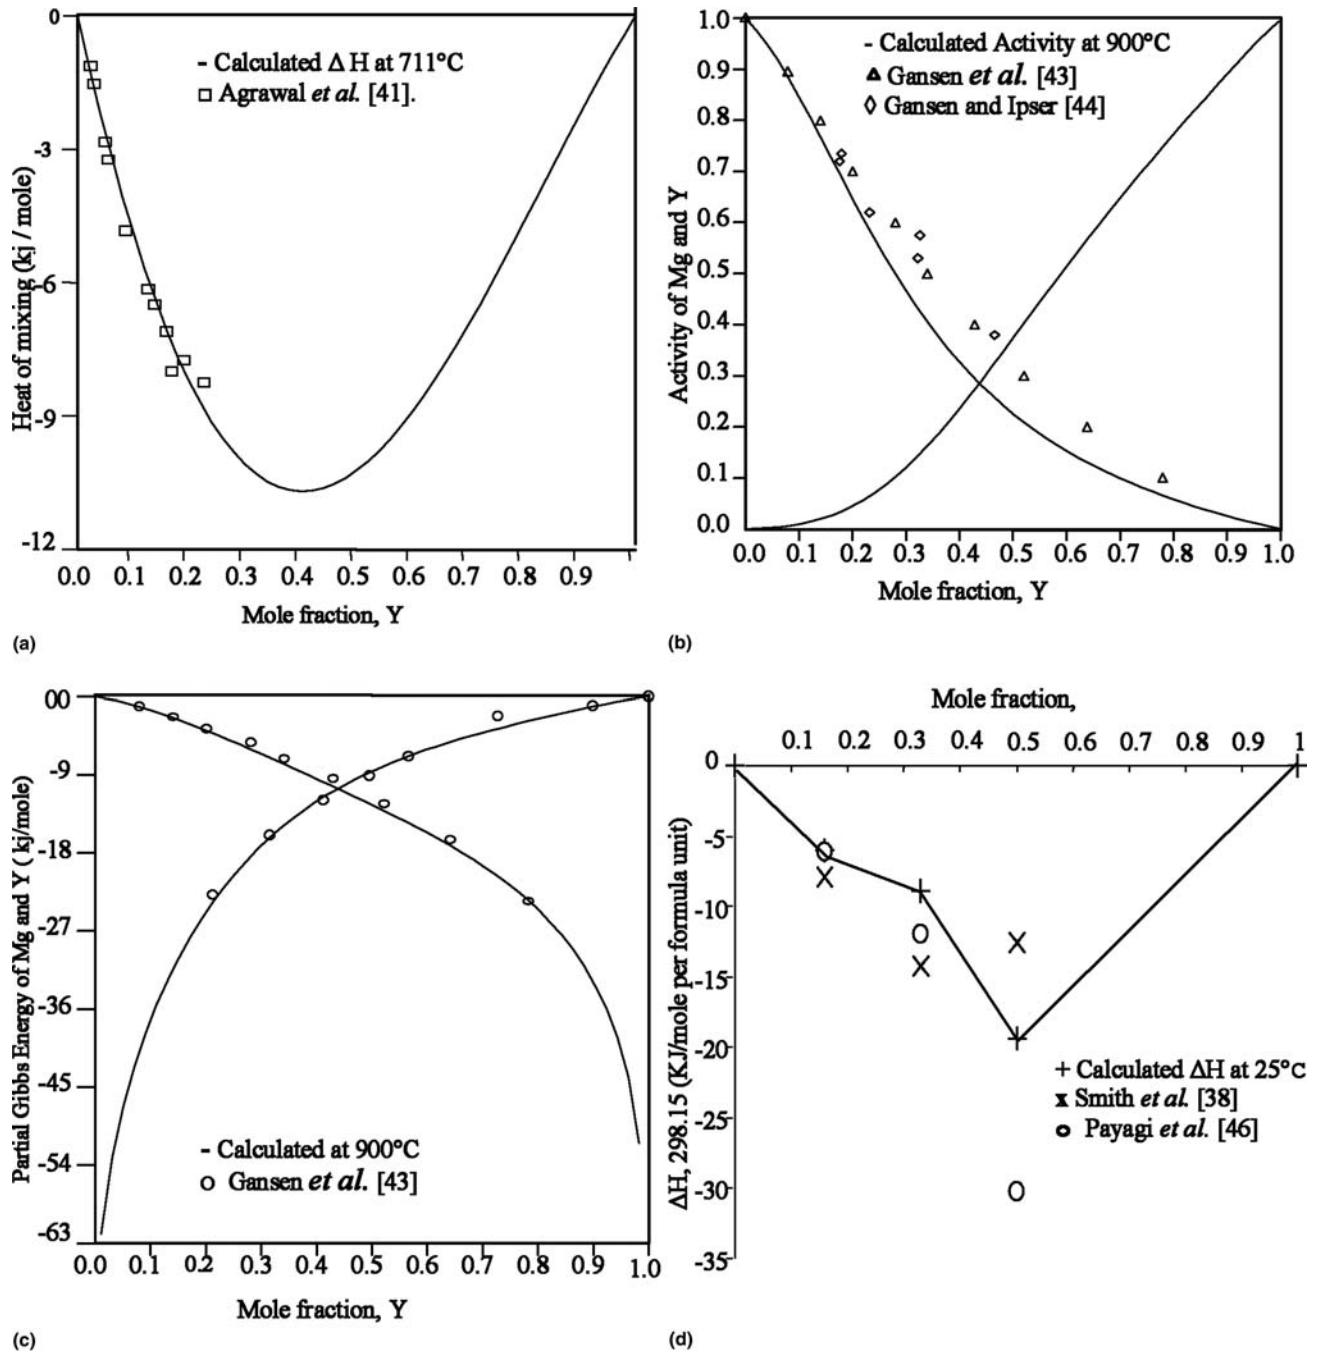 0
-3
-6
-9
-12
Heat of mixing (kj / mole)
- Calculated Δ H at 711°C
□ Agrawal et al. [41].
0.0 0.1 0.2 0.3 0.4 0.5 0.6 0.7 0.8 0.9
Mole fraction, Y
(a)
1.0
0.9
0.8
0.7
0.6
0.5
0.4
0.3
0.2
0.1
0.0
Activity of Mg and Y
- Calculated Activity at 900°C
Gansen et al. [43]
Gansen and Ipser [44]
0.0 0.1 0.2 0.3 0.4 0.5 0.6 0.7 0.8 0.9 1.0
Mole fraction, Y
(b)
00
-9
-18
-27
-36
-45
-54
-63
Partial Gibbs Energy of Mg and Y ( kj/mole)
- Calculated at 900°C
Gansen et al. [43]
0.0 0.1 0.2 0.3 0.4 0.5 0.6 0.7 0.8 0.9 1.0
Mole fraction, Y
(c)
Mole fraction,
0.1 0.2 0.3 0.4 0.5 0.6 0.7 0.8 0.9 1
0
-5
-10
-15
-20
-25
-30
-35
ΔH, 298.15 (KJ/mole per formula unit)
+ Calculated ΔH at 25°C
x Smith et al. [38]
o Payagi et al. [46]
(d)